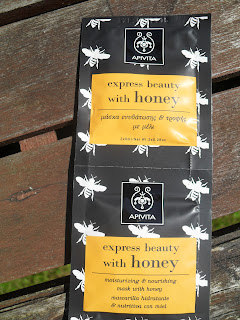 APIVITA
express beauty
with honey
μάσκα ενυδάτωσης & θρέψης
με μέλι
APIVITA
express beauty
with honey
moisturizing & nourishing
mask with honey
mascarilla hidratante
& nutritiva con miel